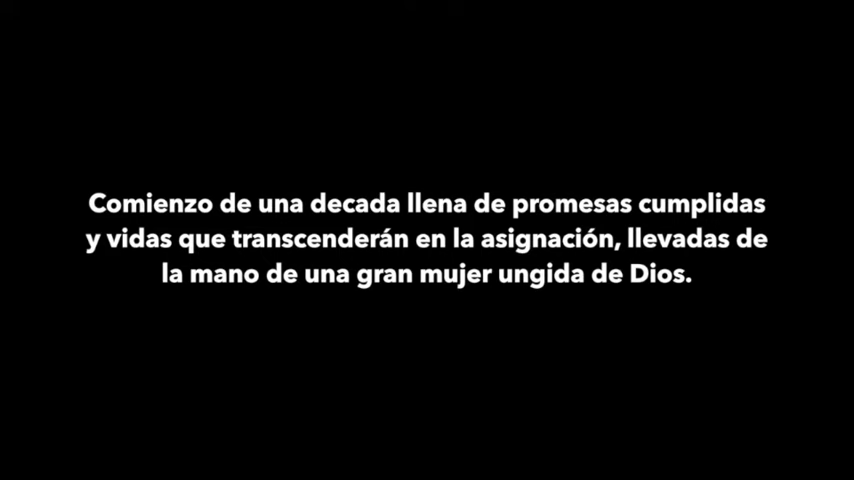 Comienzo de una decada llena de promesas cumplidas
y vidas que transcenderán en la asignación, llevadas de
la mano de una gran mujer ungida de Dios.